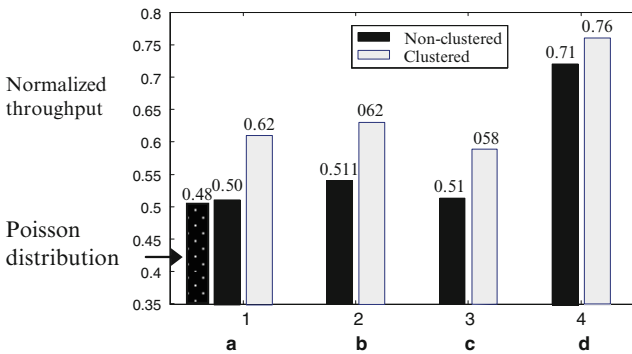 0.8
0.75
0.7
0.65
0.6
0.55
0.5
0.45
0.4
0.35
Normalized
throughput
Poisson
distribution
Non-clustered
Clustered
0.48
0.50
0.62
0.511
062
0.51
058
0.71
0.76
1
2
3
4
a
b
c
d